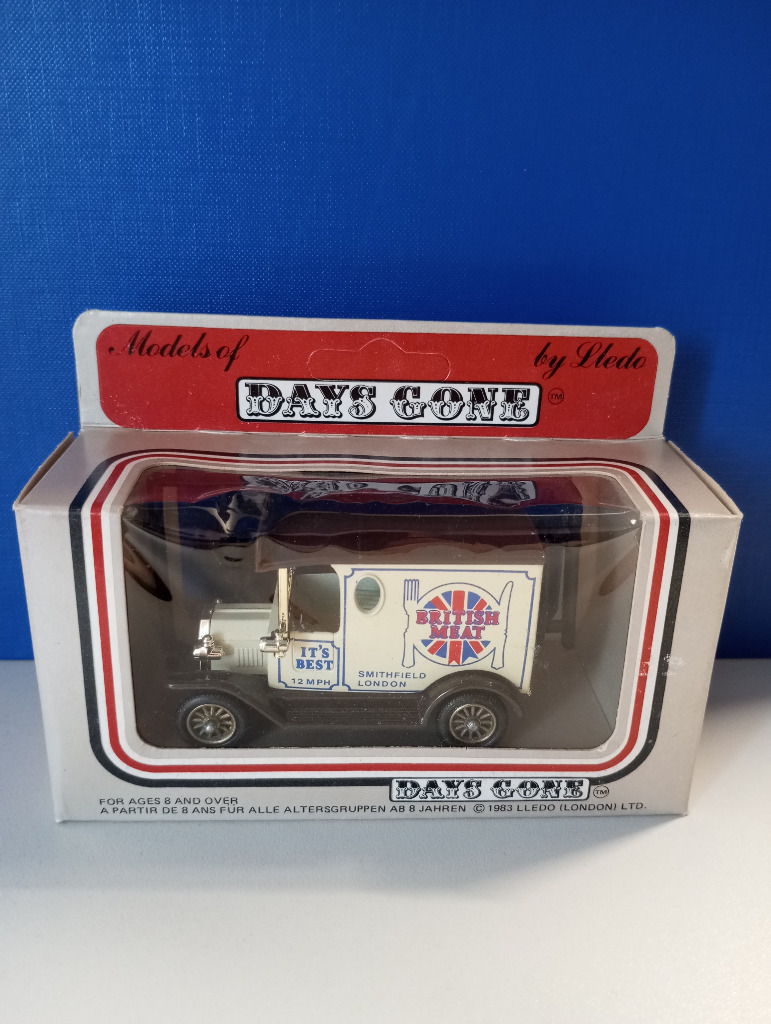 Models of
by Lledo
DAYS GONE TM
BRITISH
MEAT
IT'S
BEST
12 MPH
SMITHFIELD
LONDON
DAYS GONE TM
FOR AGES 8 AND OVER
A PARTIR DE 8 ANS FUR ALLE ALTERSGRUPPEN AB 8 JAHREN © 1983 LLEDO (LONDON) LTD.